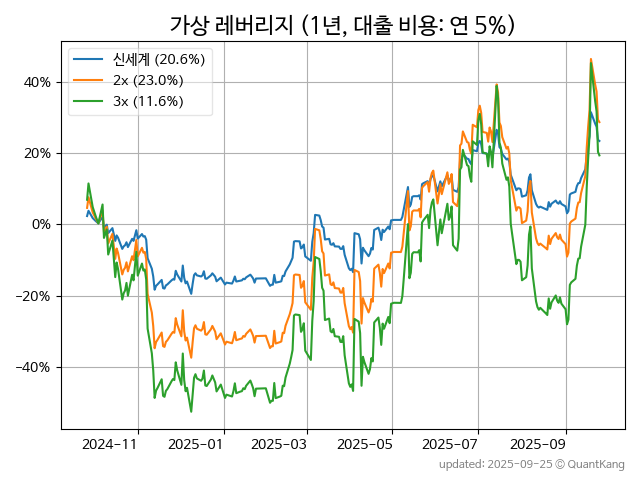 가상 레버리지 (1년, 대출 비용: 연 5%)
신세계 (20.6%)
2x (23.0%)
3x (11.6%)
40%
20%
0%
−20%
−40%
2024-11
2025-01
2025-03
2025-05
2025-07
2025-09
updated: 2025-09-25 © QuantKang